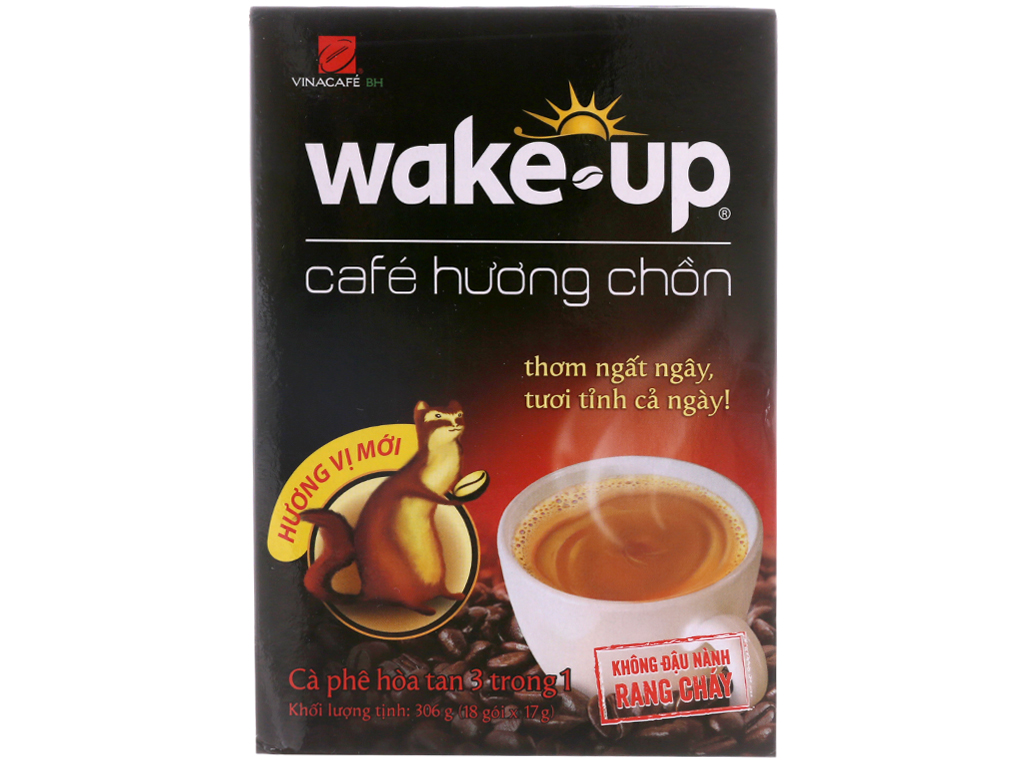 VINACAFÉ BH
wake-up®
café hương chồn
thơm ngất ngây,
tươi tỉnh cả ngày!
HƯƠNG VỊ MỚI
KHÔNG ĐẬU NÀNH
RANG CHÁY
Cà phê hòa tan 3 trong 1
Khối lượng tịnh: 306 g (18 gói x 17g)